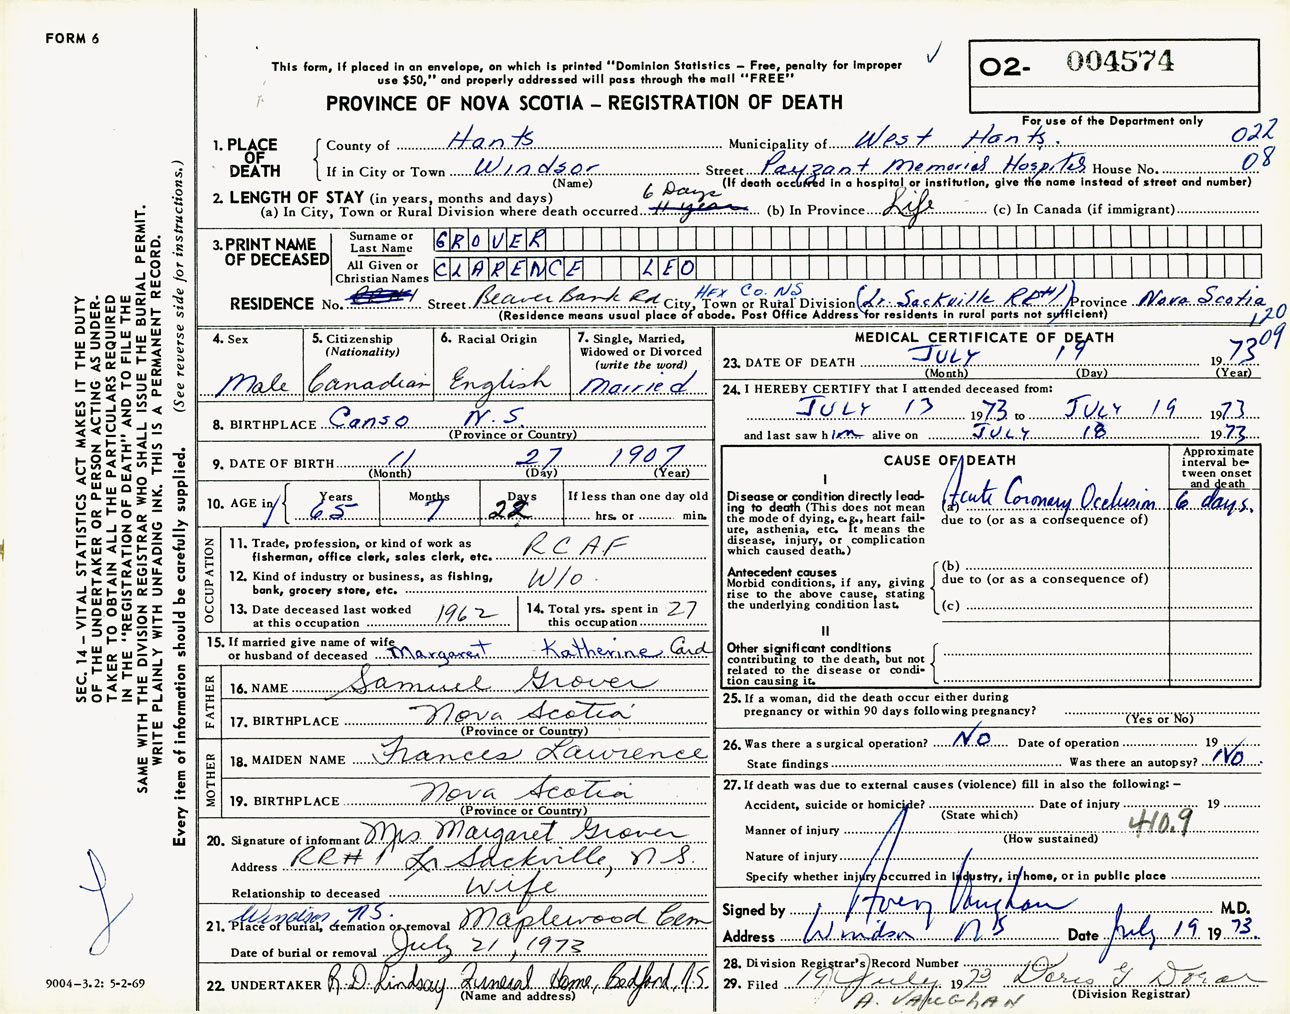 FORM 6
This form, if placed in an envelope, on which is printed "Dominion Statistics – Free, penalty for improper
use $50," and properly addressed will pass through the mail "FREE"
O2- 004574
For use of the Department only
PROVINCE OF NOVA SCOTIA – REGISTRATION OF DEATH
1. PLACE OF DEATH
County of Hants Municipality of West Hants. 022
If in City or Town Windsor Street Payzant Memorial Hospital House No. 08
(Name) (If death occurred in a hospital or institution, give the name instead of street and number)
2. LENGTH OF STAY (in years, months and days)
6 Days
(a) In City, Town or Rural Division where death occurred (b) In Province Life (c) In Canada (if immigrant)
3. PRINT NAME OF DECEASED
Surname or Last Name GROVER
All Given or Christian Names CLARENCE LEO
Hfx Co. NS
RESIDENCE No. Street Beaver Bank Rd City, Town or Rural Division (Lr. Sackville RR#1) Province Nova Scotia
(Residence means usual place of abode. Post Office Address for residents in rural parts not sufficient)
120
09
4. Sex
Male
5. Citizenship
(Nationality)
Canadian
6. Racial Origin
English
7. Single, Married,
Widowed or Divorced
(write the word)
Married
8. BIRTHPLACE Canso N.S.
(Province or Country)
9. DATE OF BIRTH 11 27 1907
(Month) (Day) (Year)
10. AGE in
Years 65
Months 7
Days 22
If less than one day old
hrs. or min.
OCCUPATION
11. Trade, profession, or kind of work as
fisherman, office clerk, sales clerk, etc. RCAF
12. Kind of industry or business, as fishing,
bank, grocery store, etc. W/O.
13. Date deceased last worked
at this occupation 1962
14. Total yrs. spent in
this occupation 27
15. If married give name of wife
or husband of deceased Margaret Katherine Card
FATHER
16. NAME Samuel Grover
17. BIRTHPLACE Nova Scotia
(Province or Country)
MOTHER
18. MAIDEN NAME Frances Lawrence
19. BIRTHPLACE Nova Scotia
(Province or Country)
20. Signature of informant Mrs Margaret Grover
Address RR# 1 Lr Sackville, N.S.
Relationship to deceased Wife
Windsor, N.S.
21. Place of burial, cremation or removal Maplewood Cem
Date of burial or removal July 21, 1973
22. UNDERTAKER R.D. Lindsay Funeral Home, Bedford, N.S.
(Name and address)
MEDICAL CERTIFICATE OF DEATH
23. DATE OF DEATH JULY 19 1973
(Month) (Day) (Year)
24. I HEREBY CERTIFY that I attended deceased from:
JULY 13 1973 to JULY 19 1973
and last saw him alive on JULY 18 1973
CAUSE OF DEATH
Approximate
interval be-
tween onset
and death
I
Disease or condition directly lead-
ing to death (This does not mean
the mode of dying, e.g., heart fail-
ure, asthenia, etc. It means the
disease, injury, or complication
which caused death.)
(a) Acute Coronary Occlusion 6 days.
due to (or as a consequence of)
Antecedent causes
Morbid conditions, if any, giving
rise to the above cause, stating
the underlying condition last.
(b)
due to (or as a consequence of)
(c)
II
Other significant conditions
contributing to the death, but not
related to the disease or condi-
tion causing it.
25. If a woman, did the death occur either during
pregnancy or within 90 days following pregnancy?
(Yes or No)
26. Was there a surgical operation? NO Date of operation 19
State findings Was there an autopsy? NO
27. If death was due to external causes (violence) fill in also the following: –
Accident, suicide or homicide? Date of injury 19
(State which)
Manner of injury 410.9
(How sustained)
Nature of injury
Specify whether injury occurred in Industry, in home, or in public place
Signed by Avery Vaughan M.D.
Address Windsor NS Date July 19 1973.
28. Division Registrar's Record Number
29. Filed 19 July 1973 Doris G
(Division Registrar)
A. VAUGHAN
SEC. 14 – VITAL STATISTICS ACT MAKES IT THE DUTY
OF THE UNDERTAKER OR PERSON ACTING AS UNDER-
TAKER TO OBTAIN ALL THE PARTICULARS REQUIRED
IN THE "REGISTRATION OF DEATH" AND TO FILE THE
SAME WITH THE DIVISION REGISTRAR WHO SHALL ISSUE THE BURIAL PERMIT.
WRITE PLAINLY WITH UNFADING INK. THIS IS A PERMANENT RECORD.
Every item of information should be carefully supplied. (See reverse side for instructions.)
9004-3.2: 5-2-69